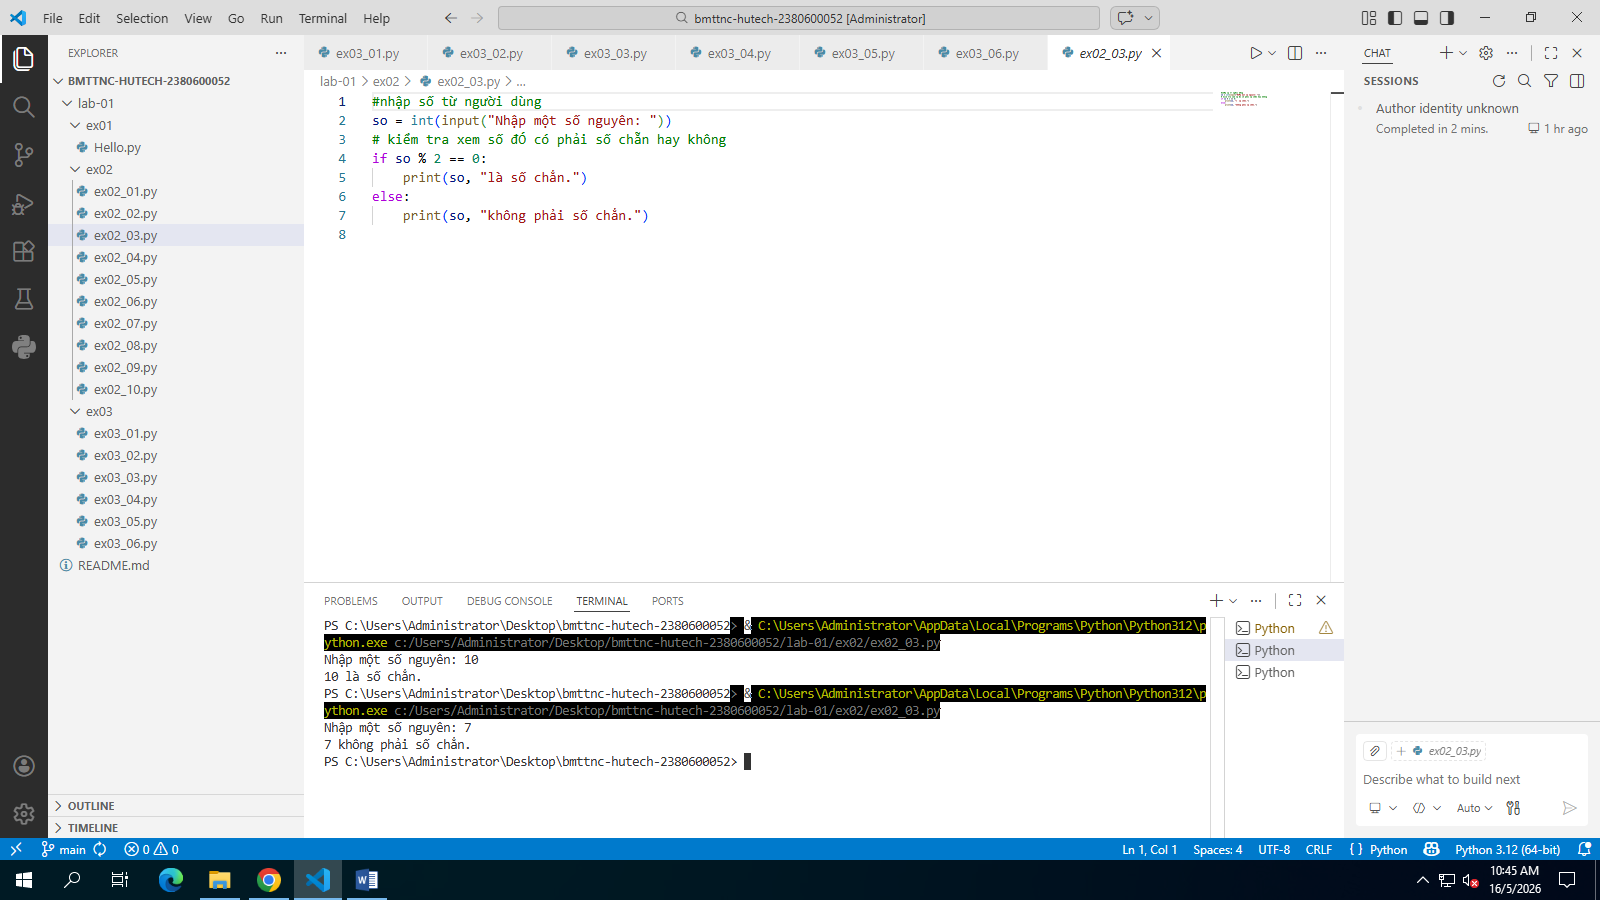 File Edit Selection View Go Run Terminal Help
bmttnc-hutech-2380600052 [Administrator]
EXPLORER
BMTTNC-HUTECH-2380600052
lab-01
ex01
Hello.py
ex02
ex02_01.py
ex02_02.py
ex02_03.py
ex02_04.py
ex02_05.py
ex02_06.py
ex02_07.py
ex02_08.py
ex02_09.py
ex02_10.py
ex03
ex03_01.py
ex03_02.py
ex03_03.py
ex03_04.py
ex03_05.py
ex03_06.py
README.md
OUTLINE
TIMELINE
ex03_01.py ex03_02.py ex03_03.py ex03_04.py ex03_05.py ex03_06.py ex02_03.py
lab-01 > ex02 > ex02_03.py > ...
1 #nhập số từ người dùng
2 so = int(input("Nhập một số nguyên: "))
3 # kiểm tra xem số đÓ có phải số chẵn hay không
4 if so % 2 == 0:
5 print(so, "là số chẵn.")
6 else:
7 print(so, "không phải số chẵn.")
8
PROBLEMS OUTPUT DEBUG CONSOLE TERMINAL PORTS
PS C:\Users\Administrator\Desktop\bmttnc-hutech-2380600052> & C:\Users\Administrator\AppData\Local\Programs\Python\Python312\p
ython.exe c:/Users/Administrator/Desktop/bmttnc-hutech-2380600052/lab-01/ex02/ex02_03.py
Nhập một số nguyên: 10
10 là số chẵn.
PS C:\Users\Administrator\Desktop\bmttnc-hutech-2380600052> & C:\Users\Administrator\AppData\Local\Programs\Python\Python312\p
ython.exe c:/Users/Administrator/Desktop/bmttnc-hutech-2380600052/lab-01/ex02/ex02_03.py
Nhập một số nguyên: 7
7 không phải số chẵn.
PS C:\Users\Administrator\Desktop\bmttnc-hutech-2380600052>
Python
Python
Python
CHAT
SESSIONS
Author identity unknown
Completed in 2 mins. 1 hr ago
ex02_03.py
Describe what to build next
Auto
main 0 0
Ln 1, Col 1 Spaces: 4 UTF-8 CRLF { } Python Python 3.12 (64-bit)
10:45 AM
16/5/2026